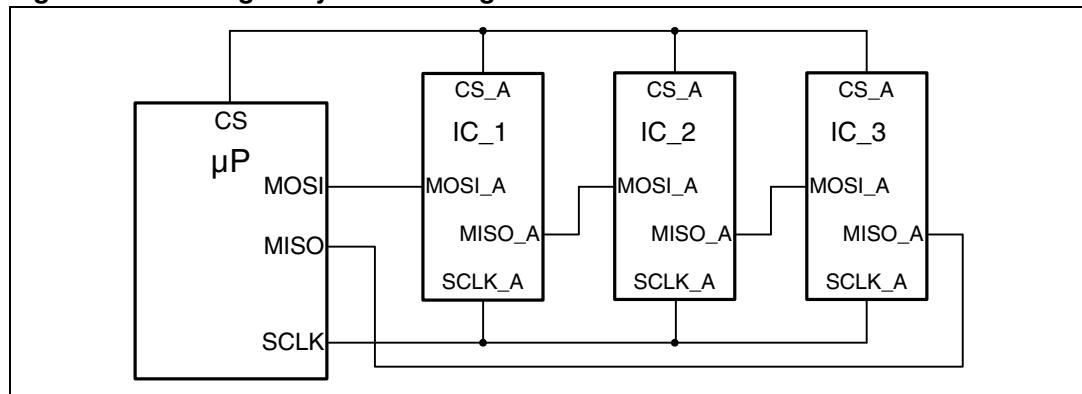 CS
µP
MOSI
MISO
SCLK
CS_A
IC_1
MOSI_A
MISO_A
SCLK_A
CS_A
IC_2
MOSI_A
MISO_A
CS_A
IC_3
MOSI_A
MISO_A
SCLK_A